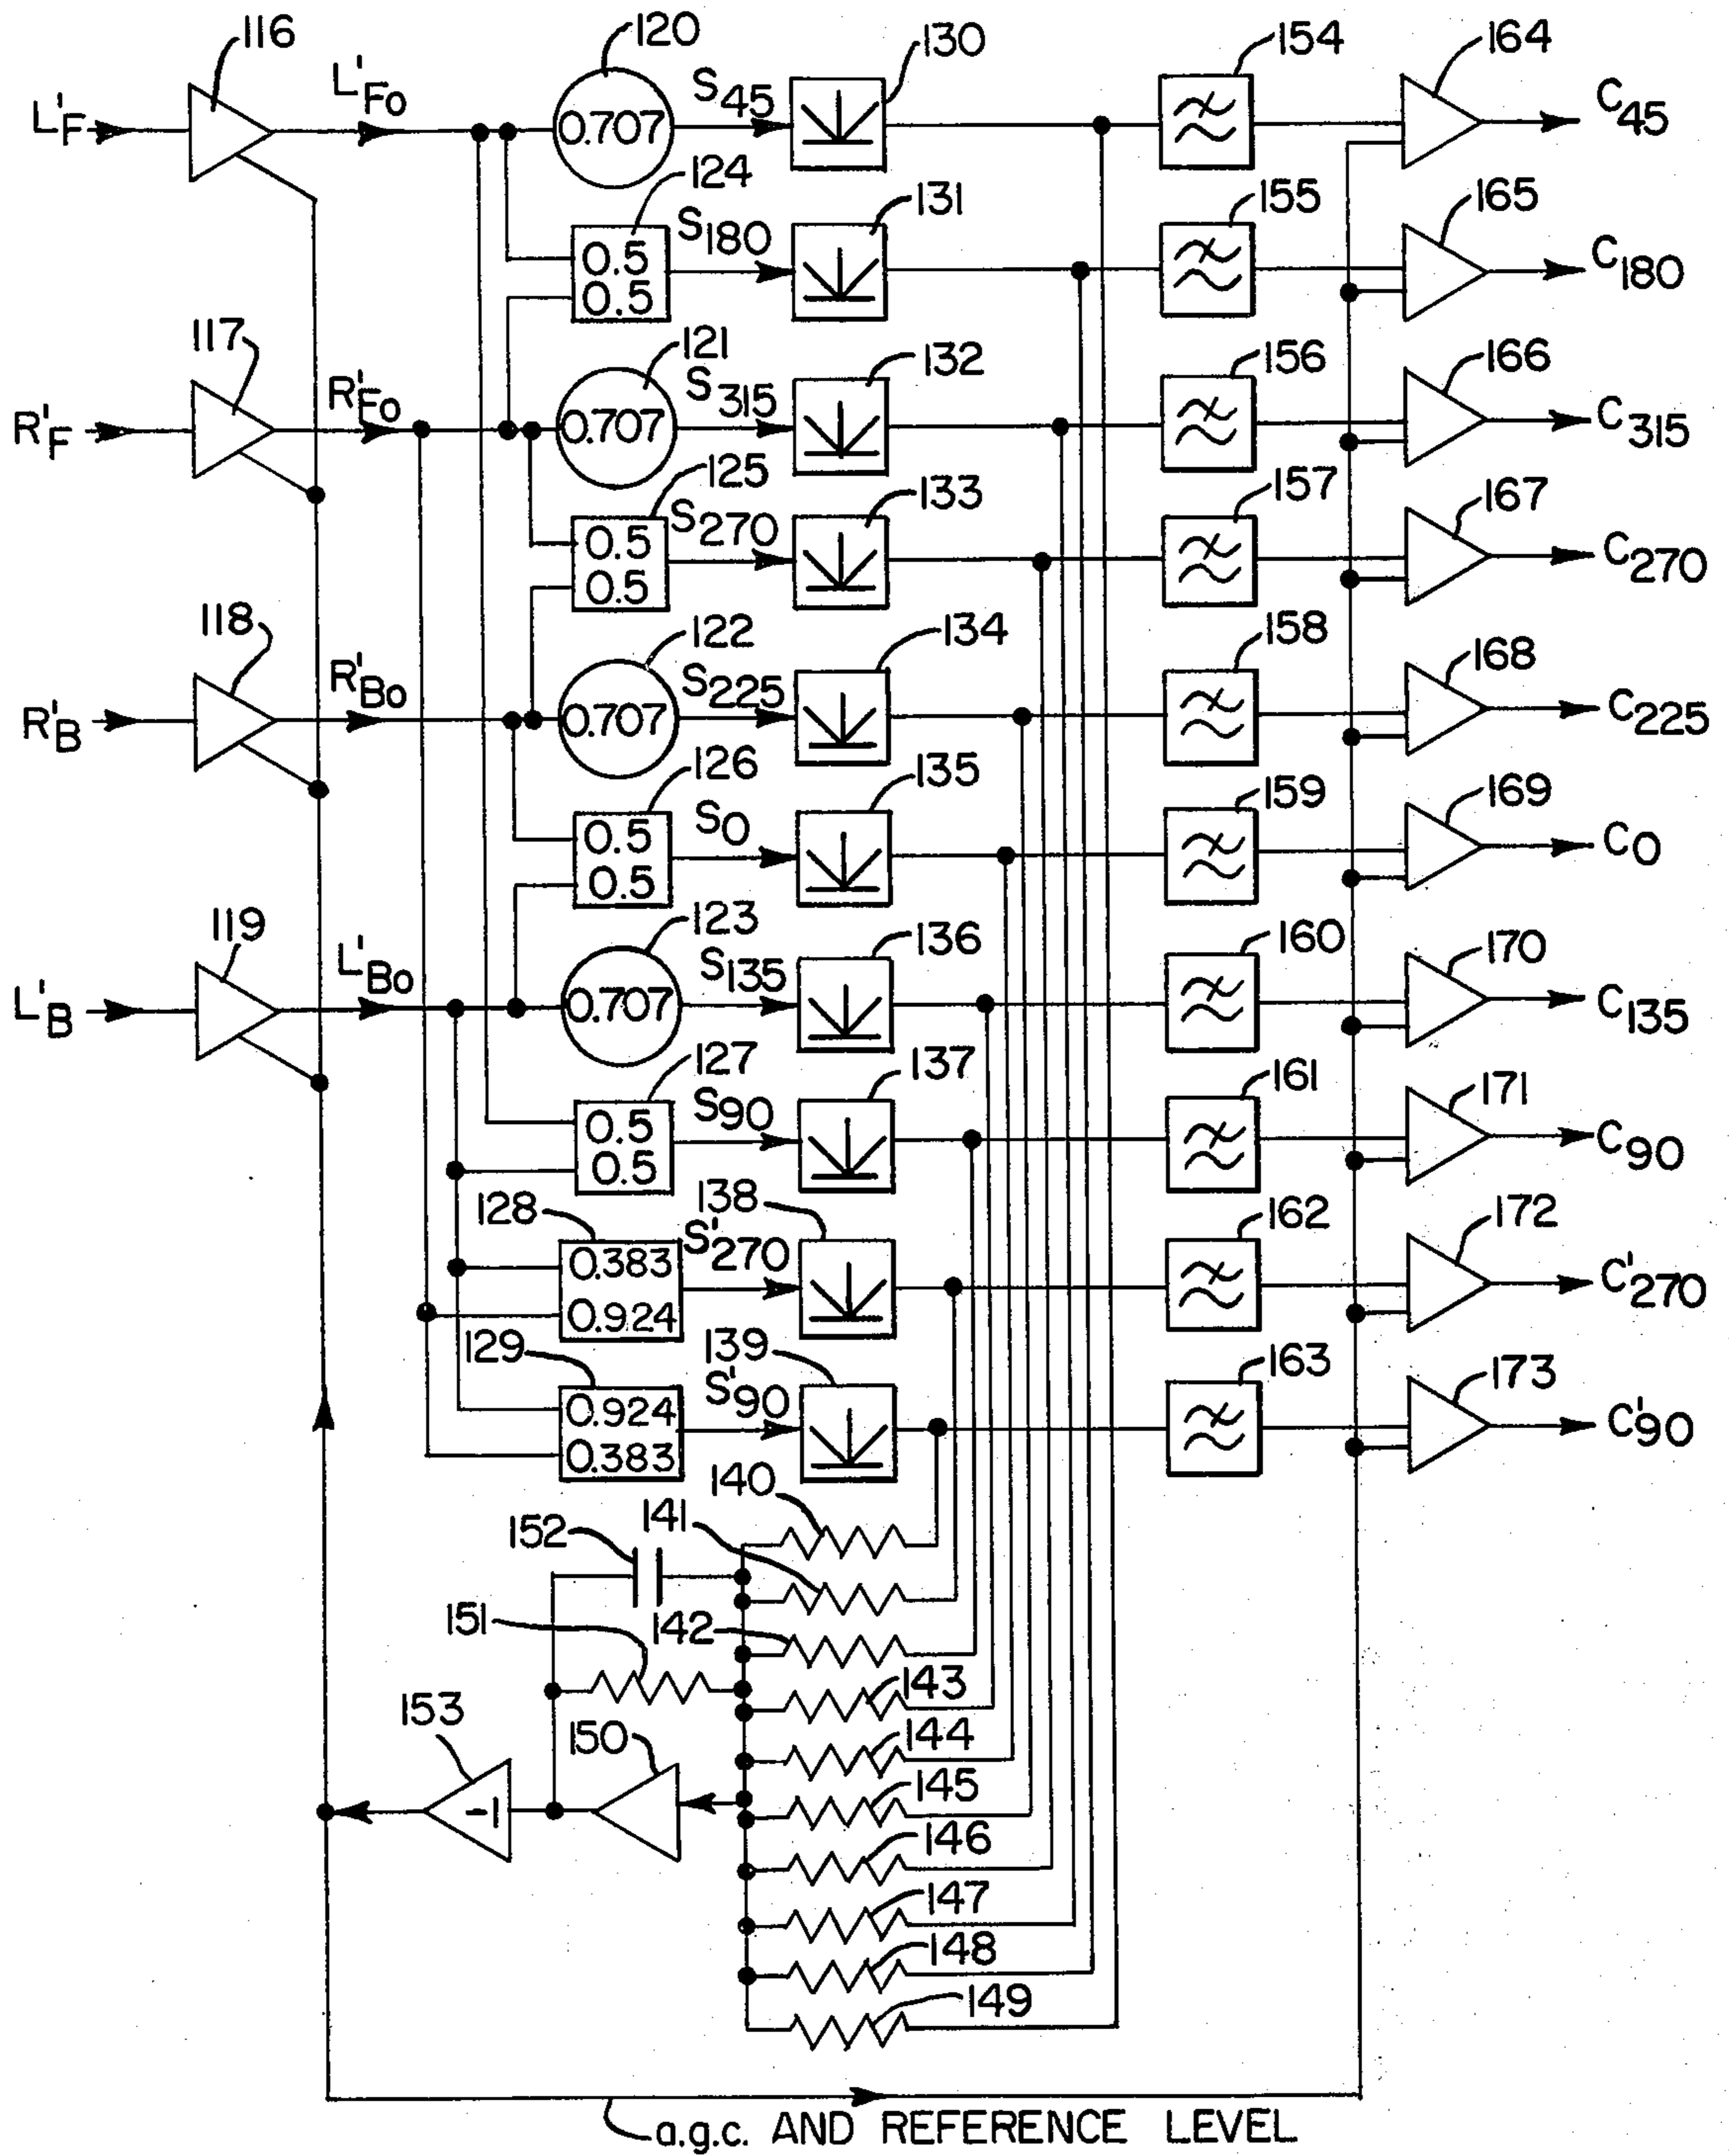 116
L'F
L'Fo
120
0.707
S45
130
154
164
C45
124
0.5
0.5
S180
131
155
165
C180
117
R'F
R'Fo
121
0.707
S315
132
156
166
C315
125
0.5
0.5
S270
133
157
167
C270
118
R'B
R'Bo
122
0.707
S225
134
158
168
C225
126
0.5
0.5
S0
135
159
169
C0
119
L'B
L'Bo
123
0.707
S135
136
160
170
C135
127
0.5
0.5
S90
137
161
171
C90
128
0.383
0.924
S'270
138
162
172
C'270
129
0.924
0.383
S'90
139
163
173
C'90
140
152
141
151
142
143
153
150
144
-1
145
146
147
148
149
a.g.c. AND REFERENCE LEVEL